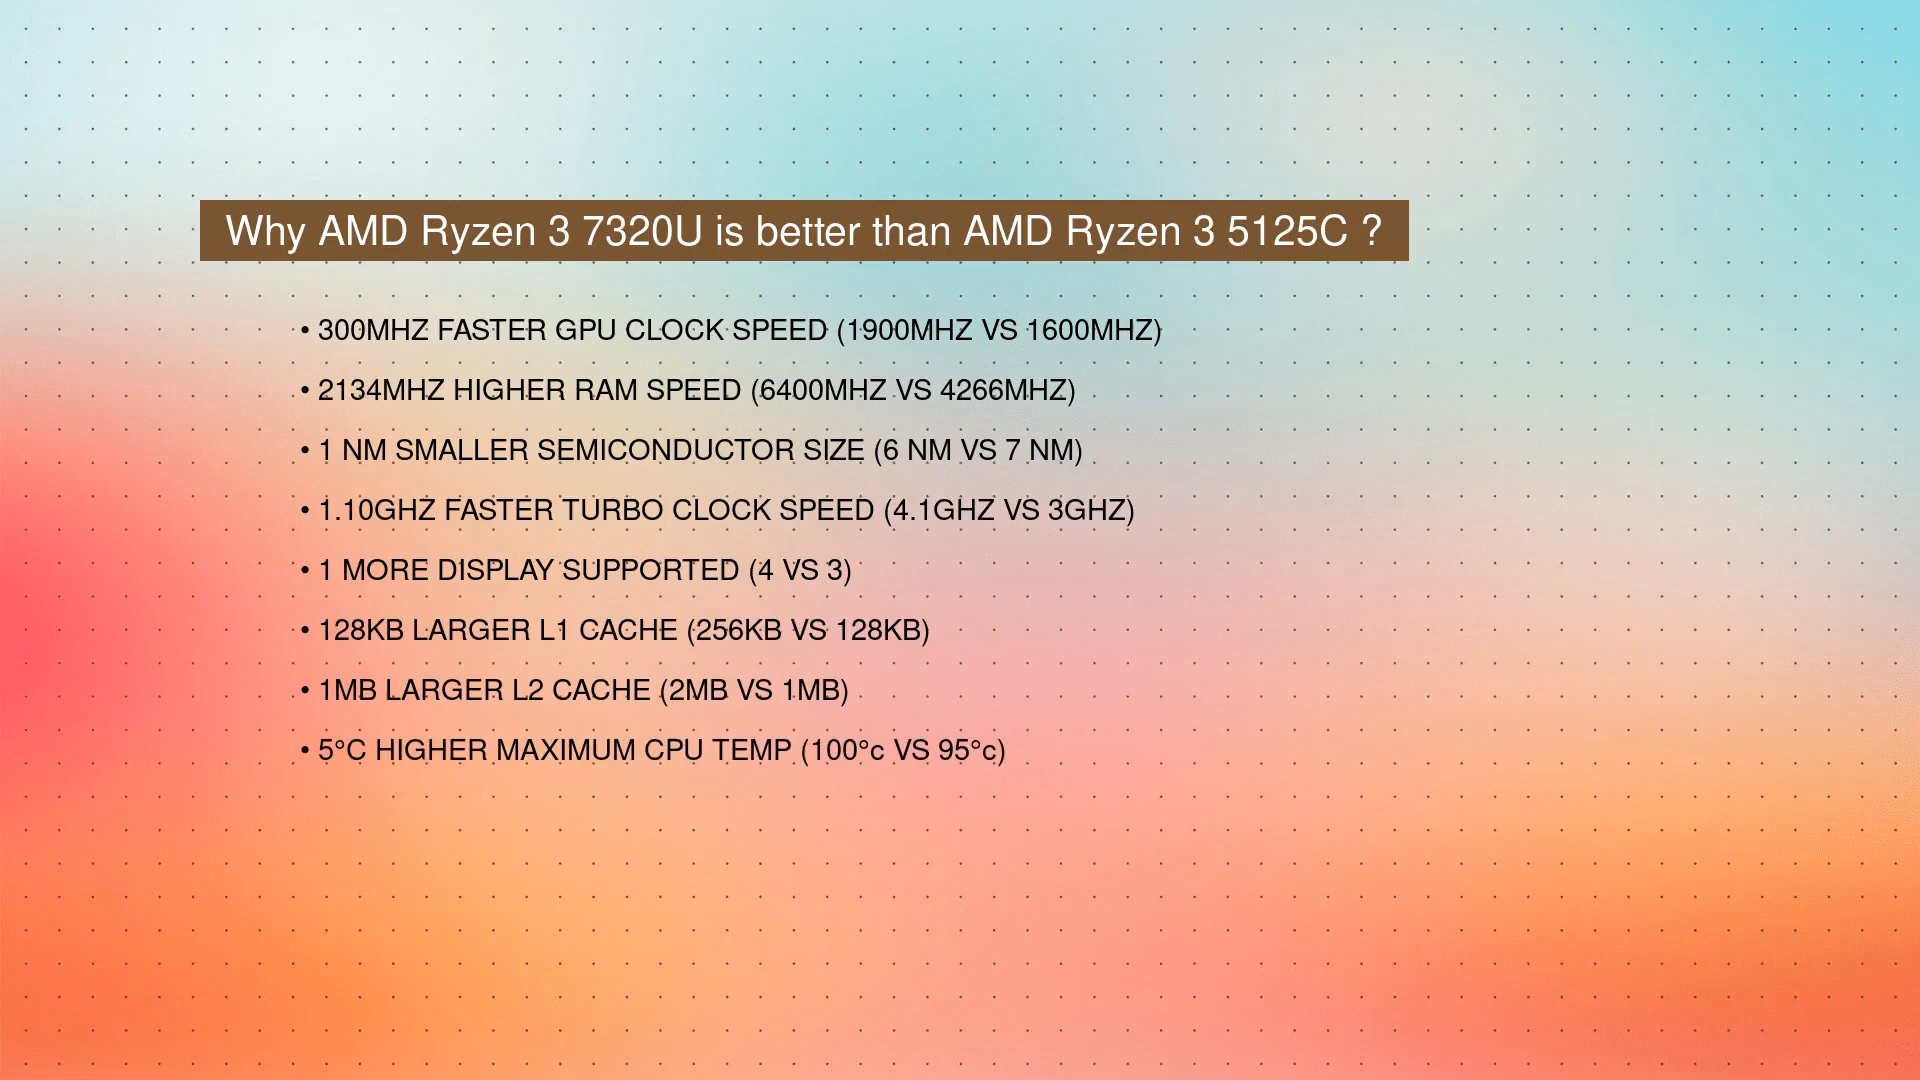 Why AMD Ryzen 3 7320U is better than AMD Ryzen 3 5125C ?
• 300MHZ FASTER GPU CLOCK SPEED (1900MHZ VS 1600MHZ)
• 2134MHZ HIGHER RAM SPEED (6400MHZ VS 4266MHZ)
• 1 NM SMALLER SEMICONDUCTOR SIZE (6 NM VS 7 NM)
• 1.10GHZ FASTER TURBO CLOCK SPEED (4.1GHZ VS 3GHZ)
• 1 MORE DISPLAY SUPPORTED (4 VS 3)
• 128KB LARGER L1 CACHE (256KB VS 128KB)
• 1MB LARGER L2 CACHE (2MB VS 1MB)
• 5°C HIGHER MAXIMUM CPU TEMP (100°c VS 95°c)